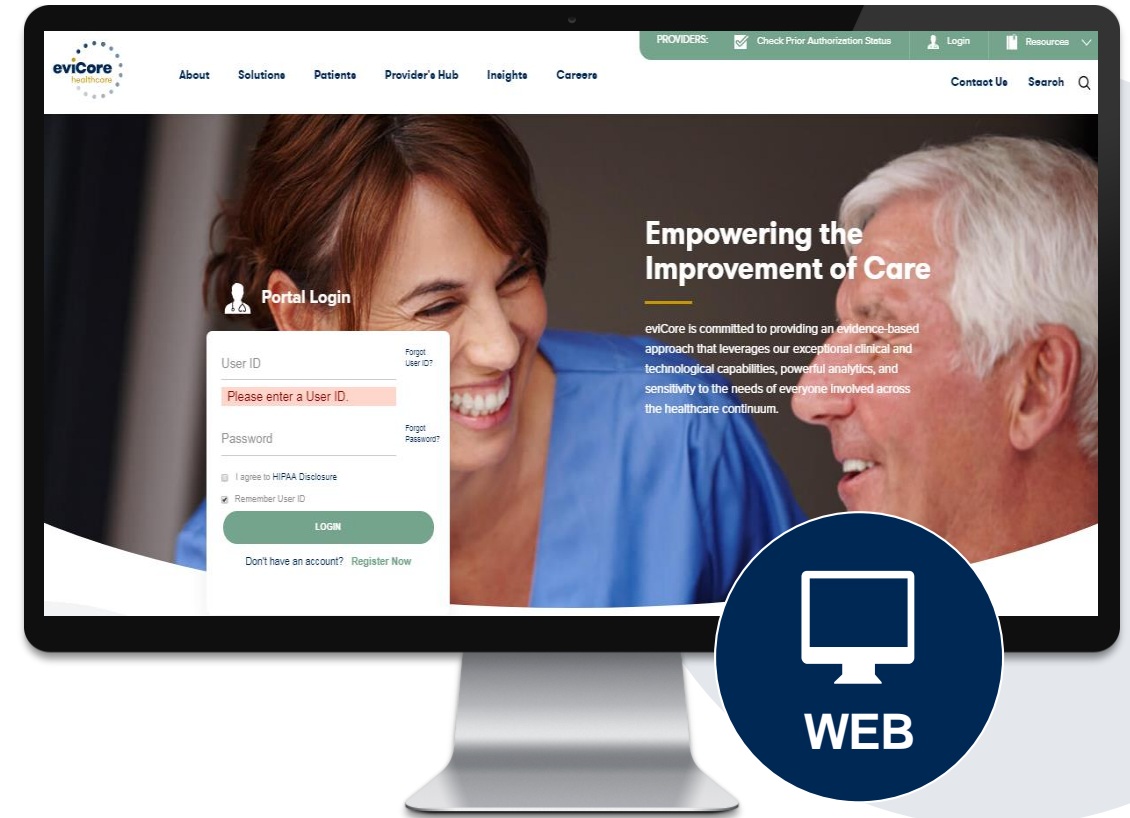 PROVIDERS: Check Prior Authorization Status Login Resources
eviCore
healthcare
About Solutions Patients Provider's Hub Insights Careers
Contact Us Search
Empowering the
Improvement of Care
eviCore is committed to providing an evidence-based
approach that leverages our exceptional clinical and
technological capabilities, powerful analytics, and
sensitivity to the needs of everyone involved across
the healthcare continuum.
Portal Login
User ID
Forgot
User ID?
Please enter a User ID.
Password
Forgot
Password?
I agree to HIPAA Disclosure
Remember User ID
LOGIN
Don't have an account? Register Now
WEB